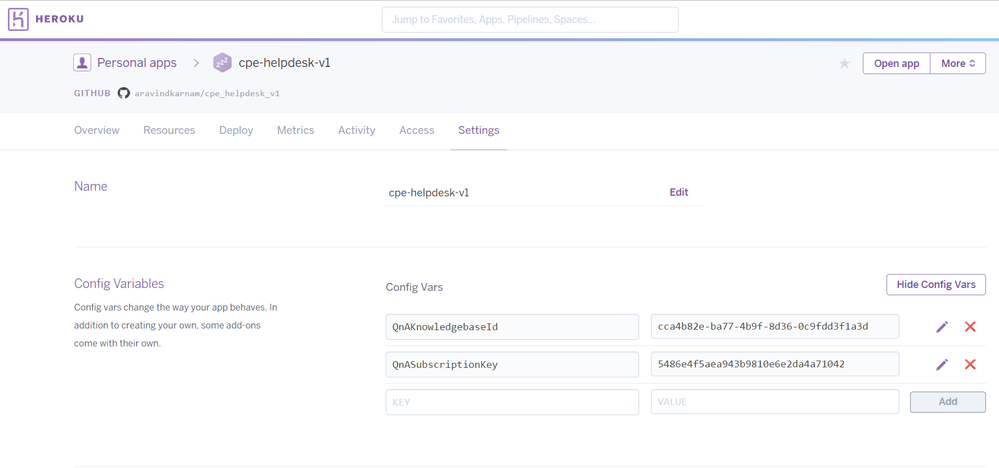 HEROKU
Jump to Favorites, Apps, Pipelines, Spaces...
Personal apps
zzz
cpe-helpdesk-v1
Open app
More
GITHUB
aravindkarnam/cpe_helpdesk_v1
Overview
Resources
Deploy
Metrics
Activity
Access
Settings
Name
cpe-helpdesk-v1
Edit
Config Variables
Config vars change the way your app behaves. In
addition to creating your own, some add-ons
come with their own.
Config Vars
Hide Config Vars
QnAKnowledgebaseId
cca4b82e-ba77-4b9f-8d36-0c9fdd3f1a3d
QnASubscriptionKey
5486e4f5aea943b9810e6e2da4a71042
KEY
VALUE
Add